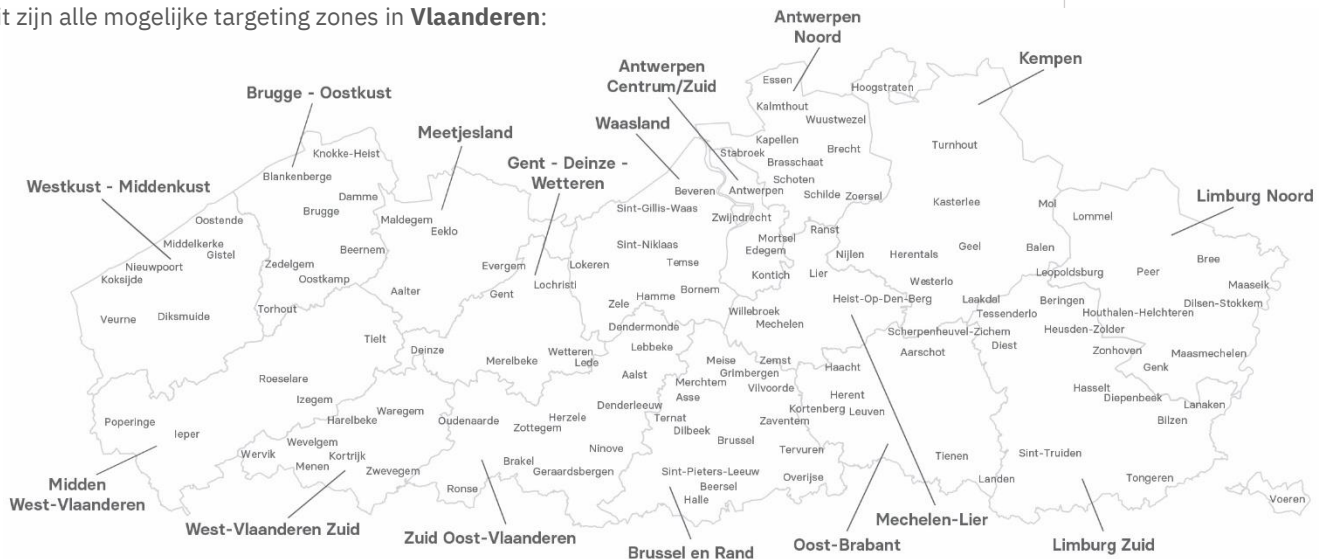 it zijn alle mogelijke targeting zones in Vlaanderen:
Antwerpen
Noord
Kempen
Antwerpen
Centrum/Zuid
Brugge - Oostkust
Waasland
Meetjesland
Gent - Deinze -
Wetteren
Westkust - Middenkust
Limburg Noord
Essen
Hoogstraten
Kalmthout
Wuustwezel
Kapellen
Turnhout
Brecht
Stabroek
Brasschaat
Knokke-Heist
Blankenberge
Schoten
Beveren
Antwerpen
Schilde
Zoersel
Damme
Kasterlee
Mol
Sint-Gillis-Waas
Brugge
Maldegem
Zwijndrecht
Lommel
Oostende
Eeklo
Ranst
Mortsel
Middelkerke
Sint-Niklaas
Edegem
Geel
Balen
Beernem
Gistel
Nijlen
Herentals
Bree
Nieuwpoort
Zedelgem
Evergem
Lokeren
Temse
Kontich
Lier
Leopoldsburg
Peer
Koksijde
Oostkamp
Westerlo
Lochristi
Maaseik
Aalter
Gent
Bornem
Hamme
Heist-Op-Den-Berg
Laakdal
Beringen
Dilsen-Stokkem
Zele
Torhout
Willebroek
Tessenderlo
Houthalen-Helchteren
Veurne
Diksmuide
Mechelen
Dendermonde
Scherpenheuvel-Zichem
Heusden-Zolder
Tielt
Lebbeke
Diest
Deinze
Wetteren
Aarschot
Zonhoven
Maasmechelen
Merelbeke
Lede
Meise
Zemst
Haacht
Genk
Aalst
Grimbergen
Roeselare
Merchtem
Vilvoorde
Hasselt
Izegem
Asse
Herent
Diepenbeek
Lanaken
Waregem
Denderleeuw
Kortenberg
Leuven
Poperinge
Harelbeke
Oudenaarde
Herzele
Ternat
Zaventem
Bilzen
Ieper
Zottegem
Dilbeek
Wevelgem
Brussel
Wervik
Kortrijk
Ninove
Tervuren
Tienen
Sint-Truiden
Menen
Zwevegem
Brakel
Geraardsbergen
Sint-Pieters-Leeuw
Overijse
Landen
Tongeren
Ronse
Beersel
Halle
Voeren
Midden
West-Vlaanderen
West-Vlaanderen Zuid
Zuid Oost-Vlaanderen
Brussel en Rand
Oost-Brabant
Mechelen-Lier
Limburg Zuid